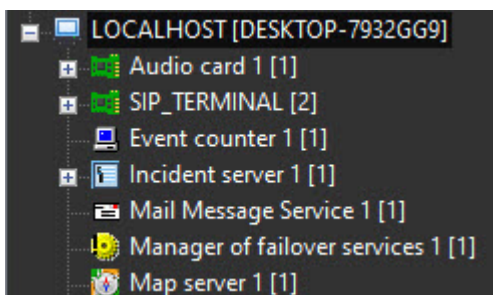 LOCALHOST [DESKTOP-7932GG9]
Audio card 1 [1]
SIP_TERMINAL [2]
Event counter 1 [1]
Incident server 1 [1]
Mail Message Service 1 [1]
Manager of failover services 1 [1]
Map server 1 [1]